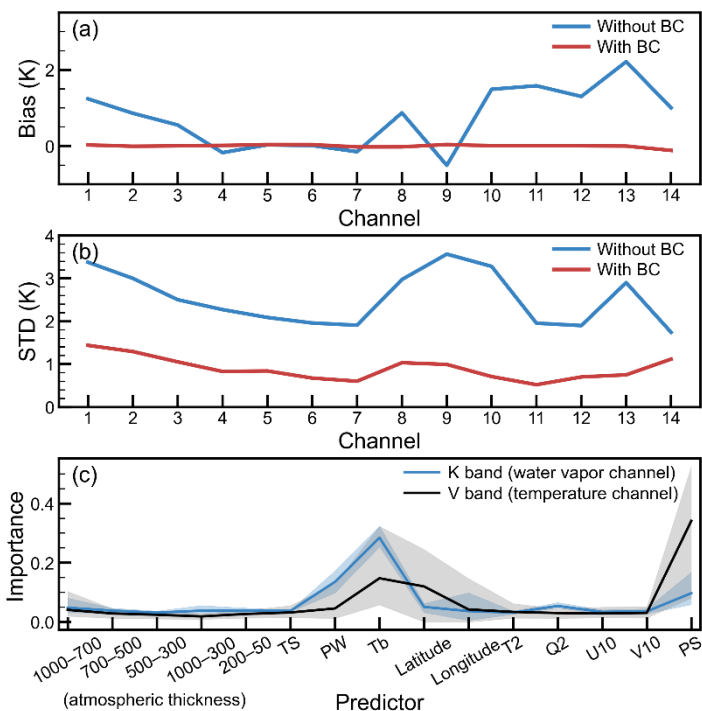 (a)
Without BC
With BC
Bias (K)
2
0
1 2 3 4 5 6 7 8 9 10 11 12 13 14
Channel
(b)
Without BC
With BC
STD (K)
4
3
2
1
0
1 2 3 4 5 6 7 8 9 10 11 12 13 14
Channel
(c)
K band (water vapor channel)
V band (temperature channel)
Importance
0.4
0.2
0.0
1000–700 700–500 500–300 1000–300 200–50 TS PW Tb Latitude Longitude T2 Q2 U10 V10 PS
(atmospheric thickness)
Predictor